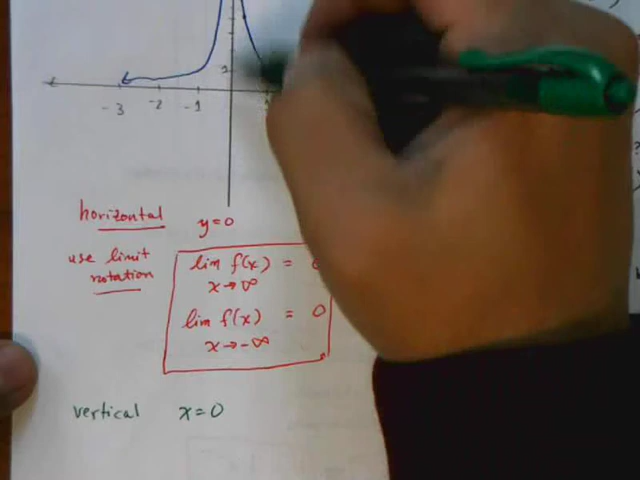 1
-3 -2 -1
horizontal y=0
use limit
notation
lim f(x) =
x→∞
lim f(x) = 0
x→-∞
vertical x=0